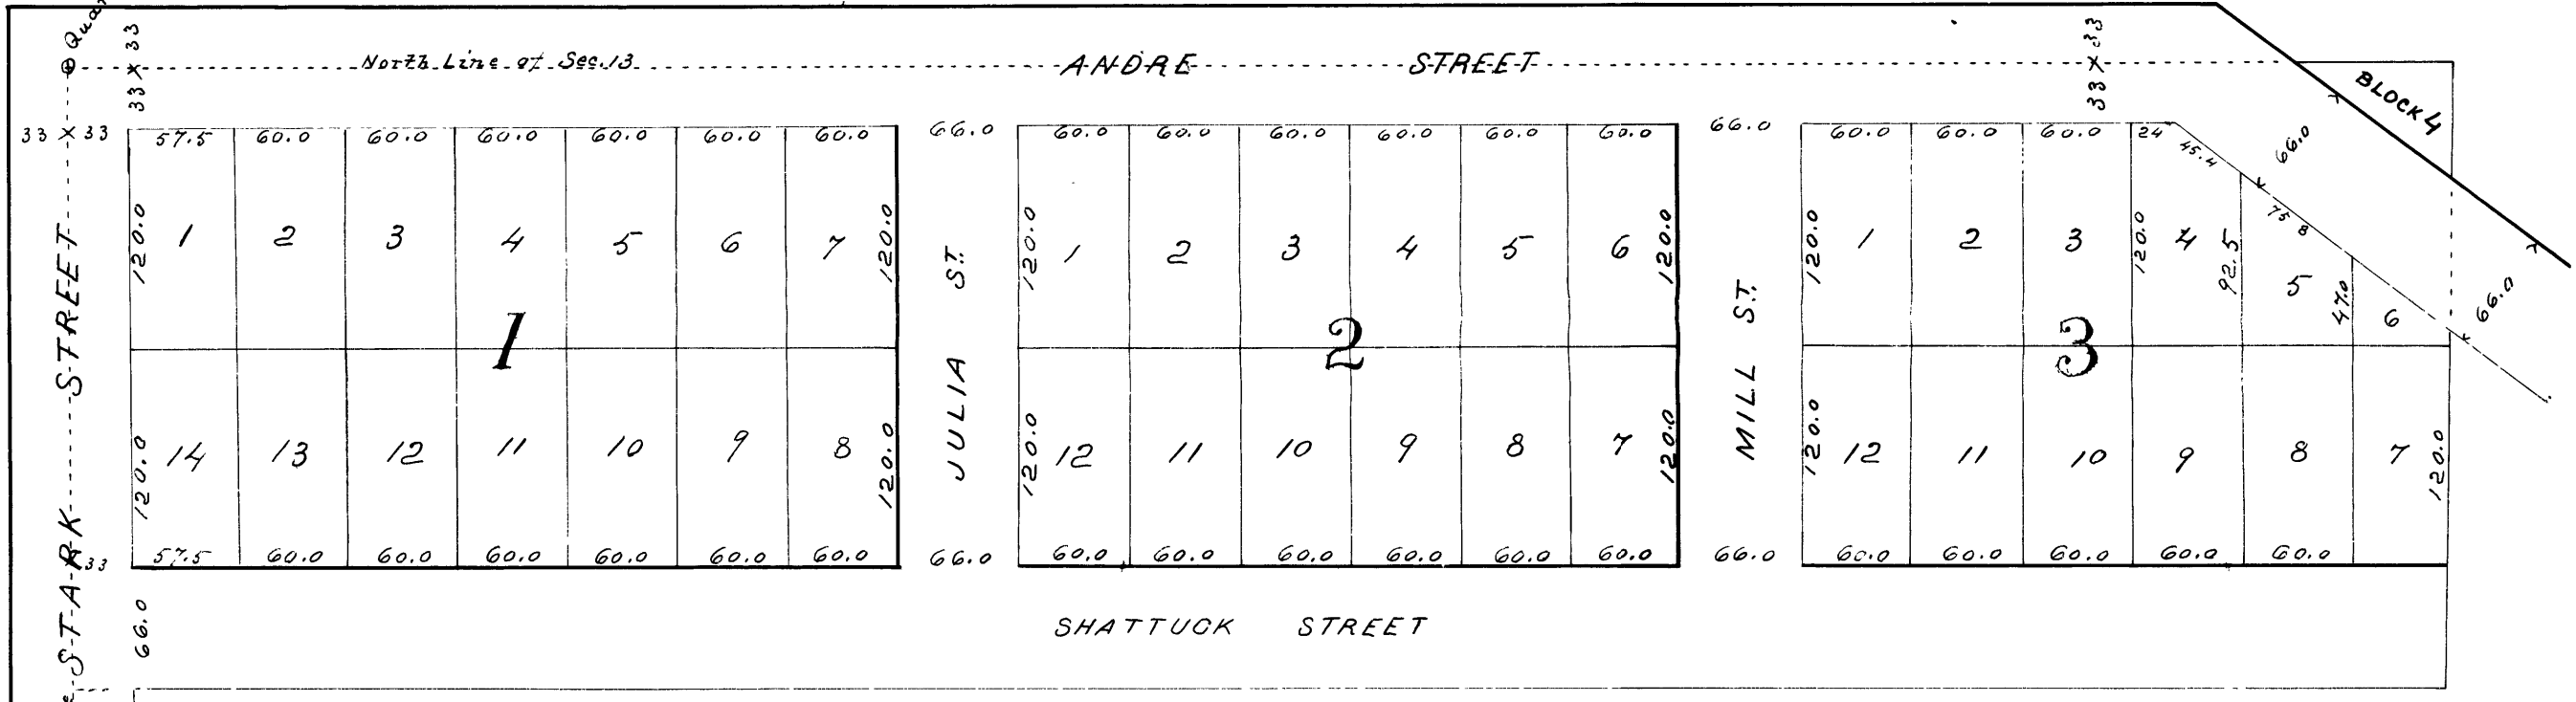 Qua
33 × 33
North Line of Sec. 13
ANDRE STREET
33 × 33
BLOCK 4
33 × 33
57.5 60.0 60.0 60.0 60.0 60.0 60.0
66.0
60.0 60.0 60.0 60.0 60.0 60.0
66.0
60.0 60.0 60.0 24
45.4
66.0
75.8
66.0
STARK STREET
120.0 1 2 3 4 5 6 7 120.0
JULIA ST.
120.0 1 2 3 4 5 6 120.0
MILL ST.
120.0 1 2 3 120.0 4 92.5 5 47.0 6
1
2
3
120.0 14 13 12 11 10 9 8 120.0
120.0 12 11 10 9 8 7 120.0
120.0 12 11 10 9 8 7 120.0
33
57.5 60.0 60.0 60.0 60.0 60.0 60.0
66.0
60.0 60.0 60.0 60.0 60.0 60.0
66.0
60.0 60.0 60.0 60.0 60.0
66.0
SHATTUCK STREET